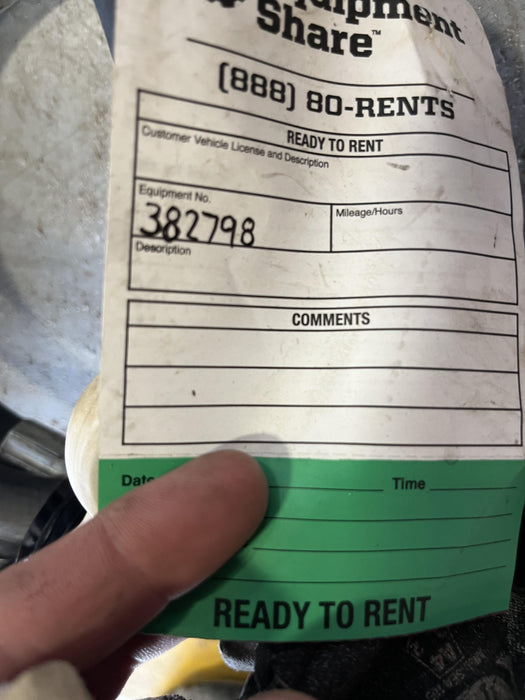 Share™
(888) 80-RENTS
READY TO RENT
Customer Vehicle License and Description
Equipment No.
382798
Mileage/Hours
Description
COMMENTS
Time
READY TO RENT